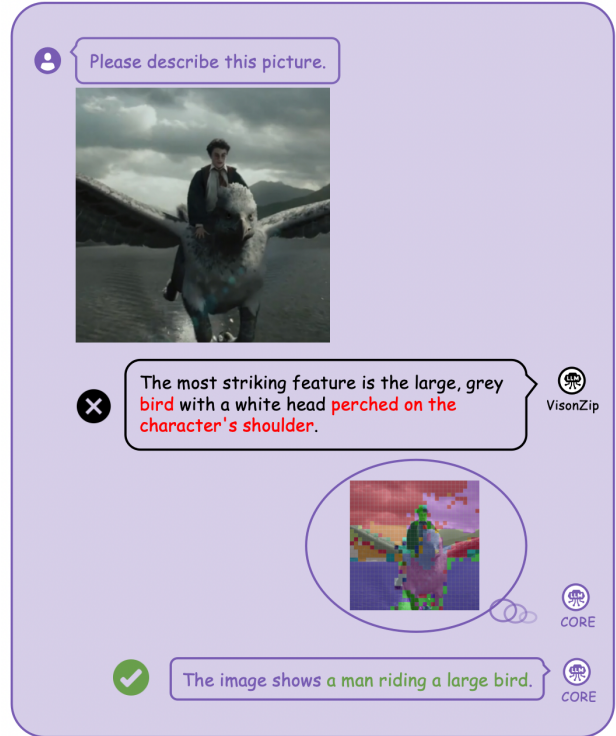 Please describe this picture.
The most striking feature is the large, grey
bird with a white head perched on the
character's shoulder.
VisonZip
CORE
The image shows a man riding a large bird.
CORE